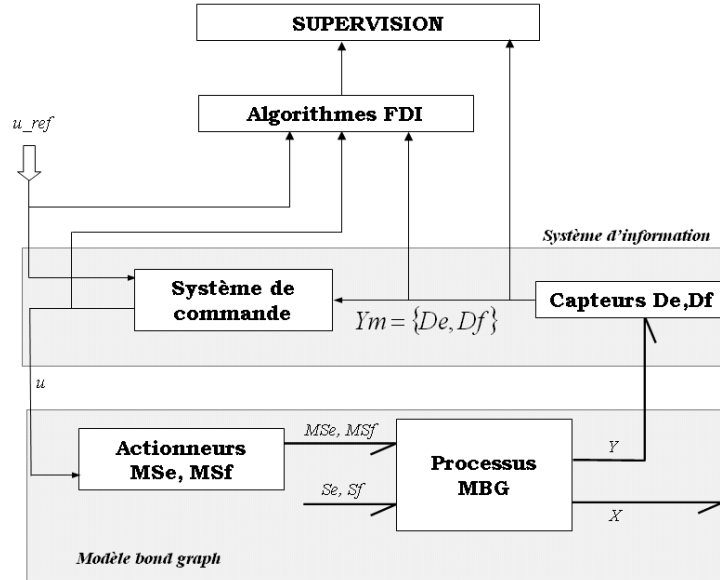 SUPERVISION
Algorithmes FDI
u_ref
Système d'information
Système de
commande
Capteurs De,Df
Ym = {De, Df}
u
Actionneurs
MSe, MSf
MSe, MSf
Se, Sf
Processus
MBG
Y
X
Modèle bond graph